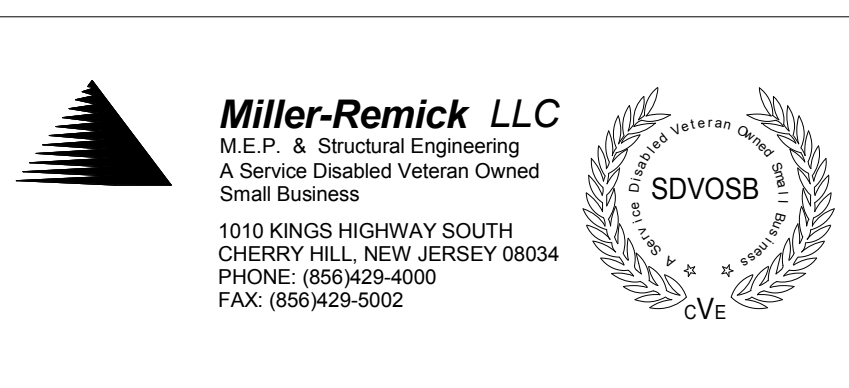 Miller-Remick LLC
M.E.P. & Structural Engineering
A Service Disabled Veteran Owned
Small Business
1010 KINGS HIGHWAY SOUTH
CHERRY HILL, NEW JERSEY 08034
PHONE: (856)429-4000
FAX: (856)429-5002
A Service Disabled Veteran Owned Small Business
SDVOSB
CVE